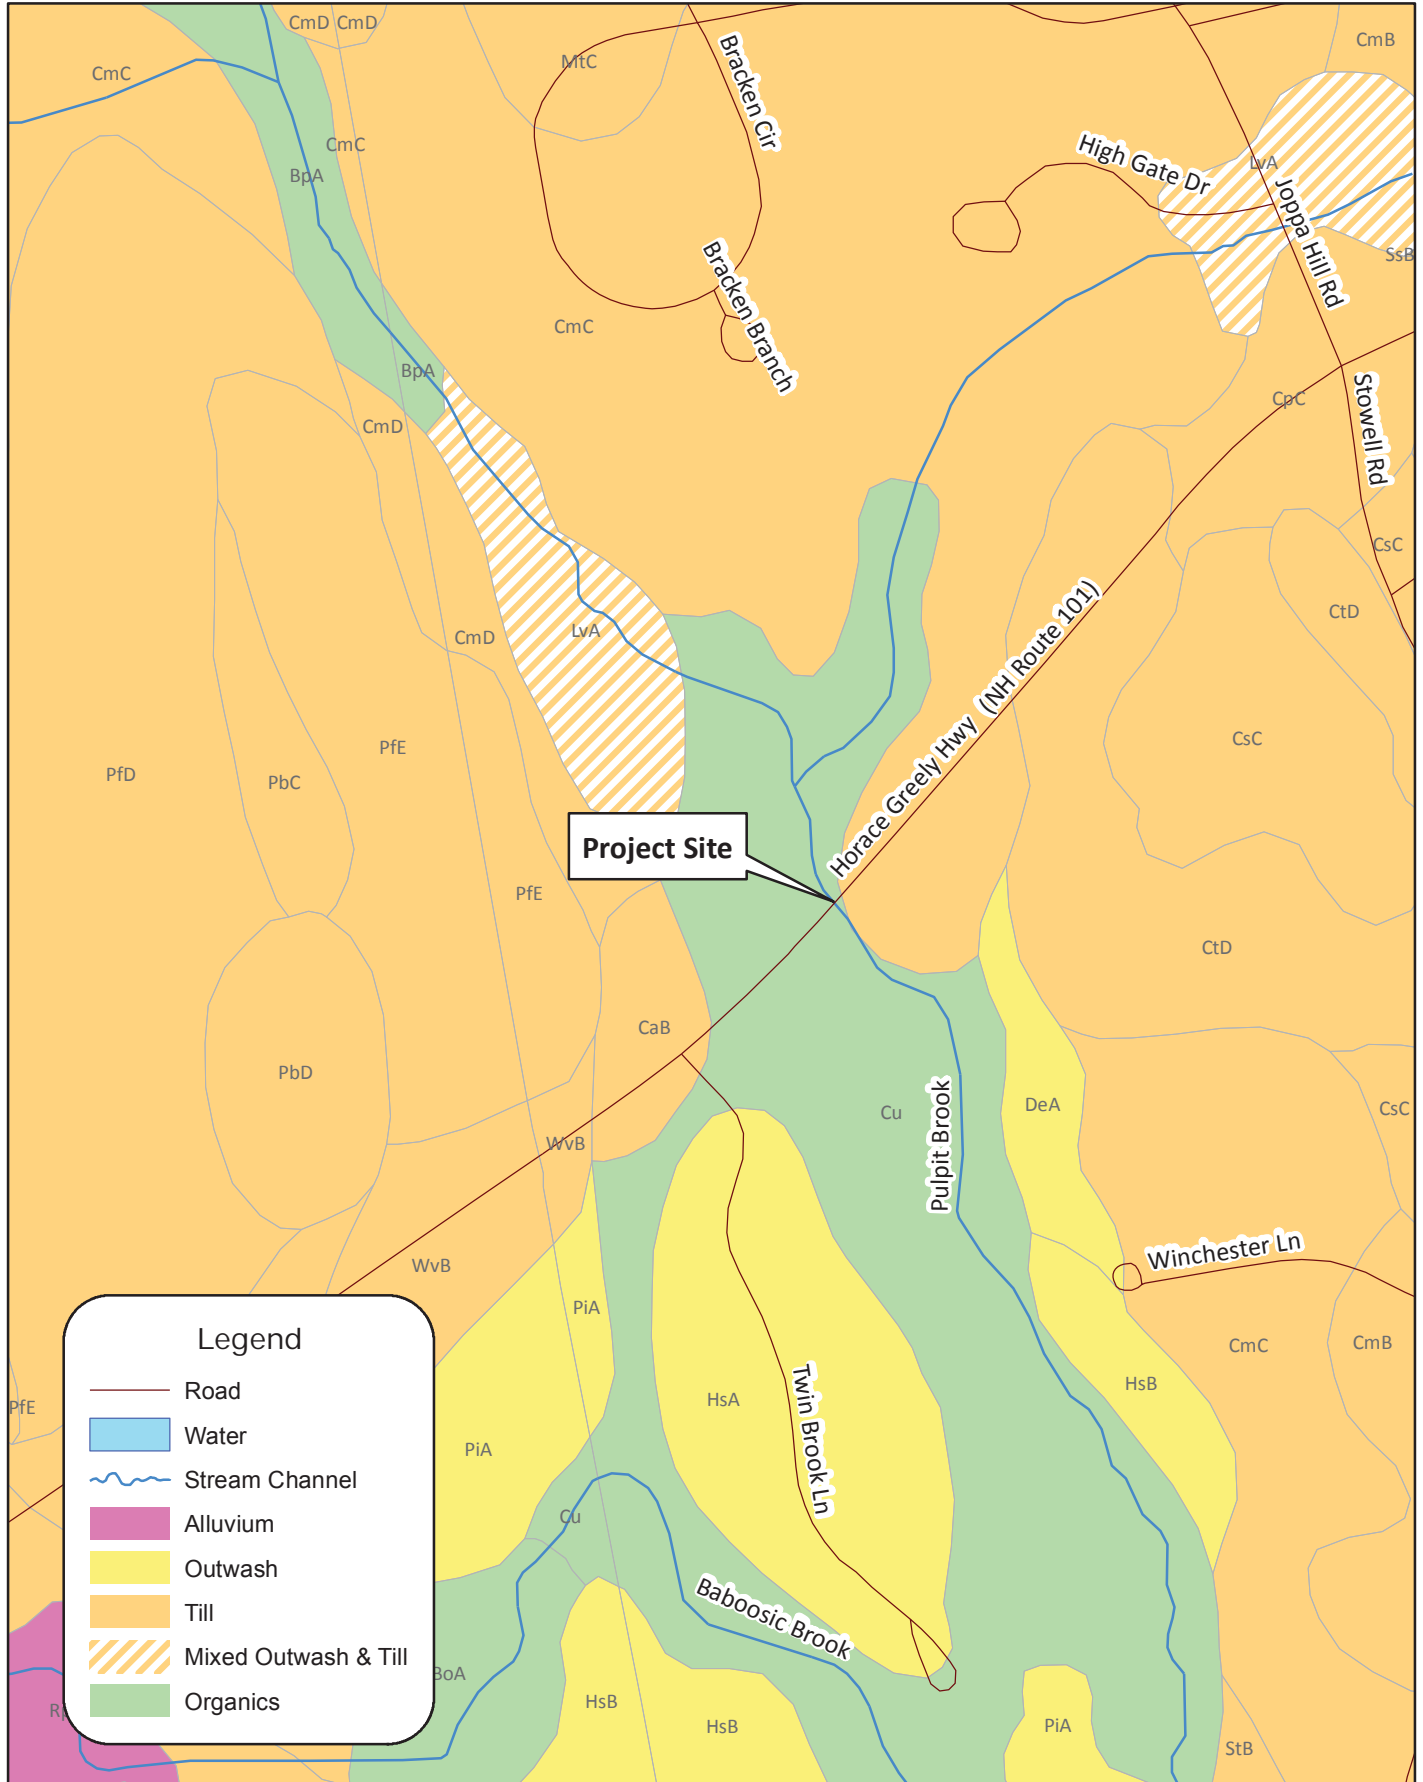 CmD
CmD
CmB
MtC
CmC
Bracken Cir
CmC
High Gate Dr
LvA
BpA
Joppa Hill Rd
SsB
Bracken Branch
CmC
BpA
CpC
Stowell Rd
CmD
CsC
CtD
CmD
LvA
Horace Greely Hwy (NH Route 101)
CsC
PfE
PfD
PbC
Project Site
PfE
CtD
CaB
PbD
Cu
DeA
CsC
Pulpit Brook
WvB
Winchester Ln
WvB
PiA
Legend
CmC
CmB
Road
HsB
HsA
PfE
Twin Brook Ln
Water
PiA
Stream Channel
Cu
Alluvium
Outwash
Till
Baboosic Brook
Mixed Outwash & Till
BoA
Organics
HsB
HsB
PiA
StB